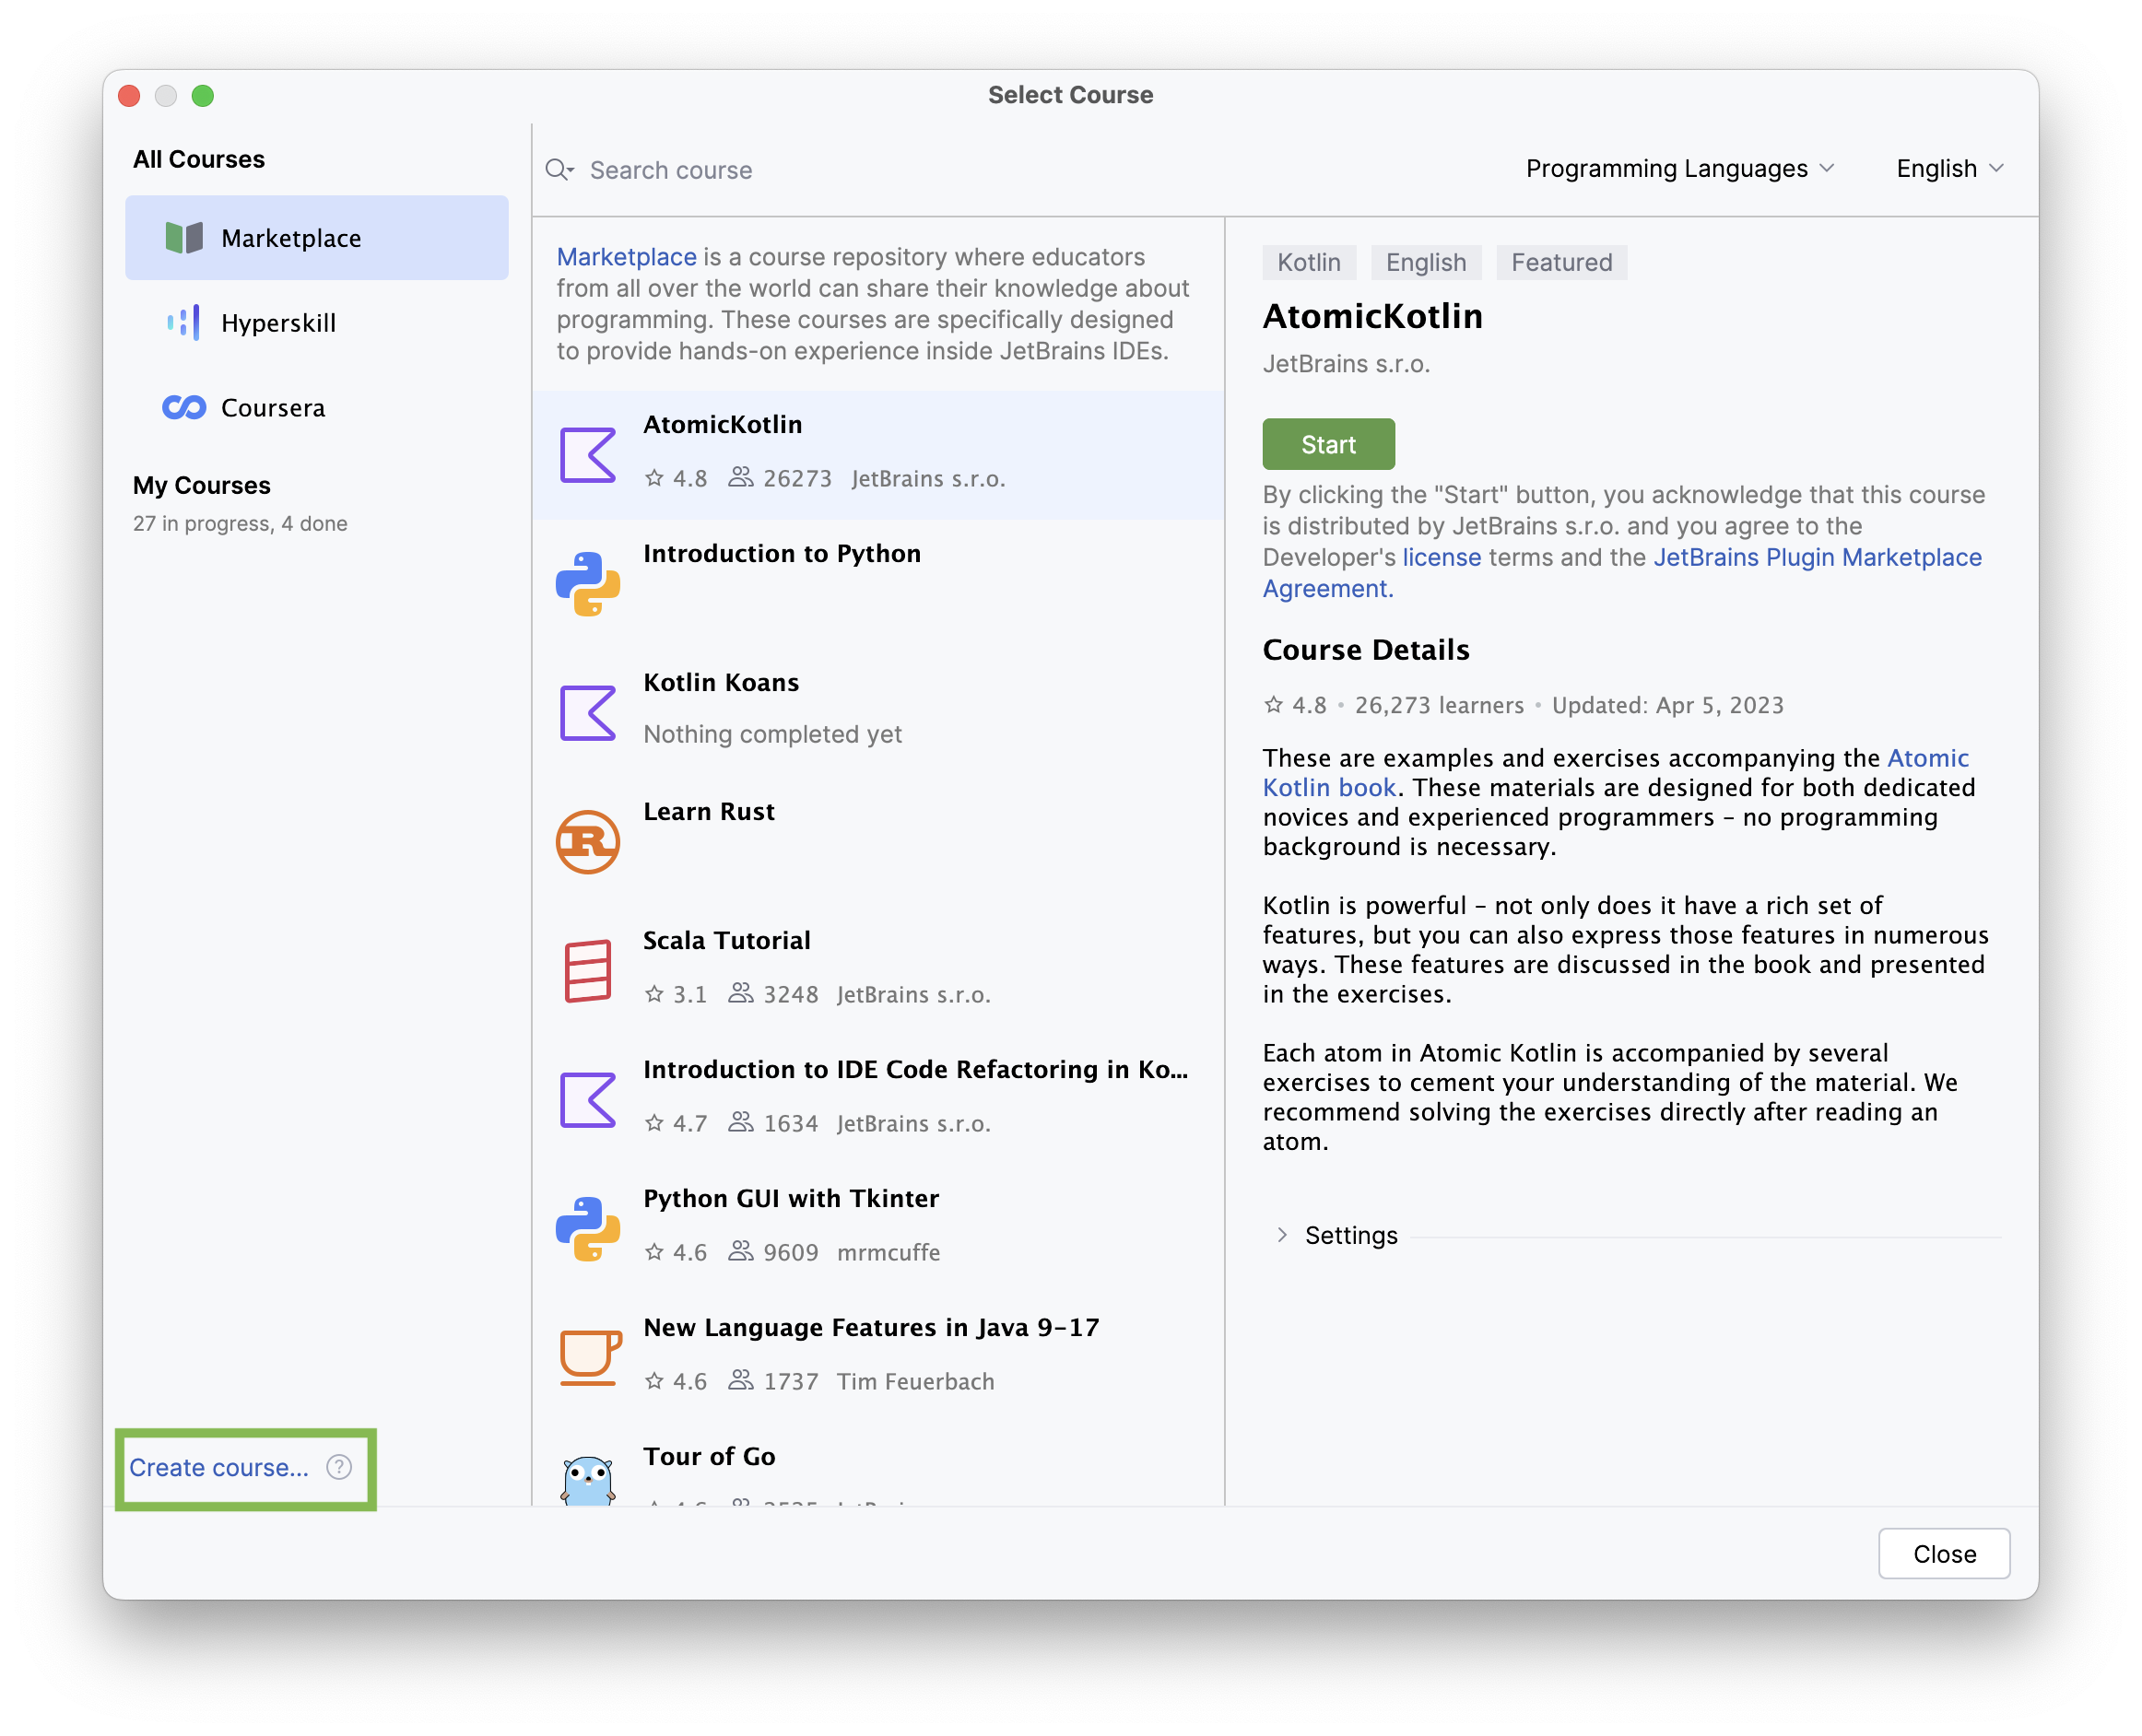 Select Course
All Courses
Marketplace
Hyperskill
Coursera
My Courses
27 in progress, 4 done
Create course...
?
Search course
Programming Languages
English
Marketplace is a course repository where educators
from all over the world can share their knowledge about
programming. These courses are specifically designed
to provide hands-on experience inside JetBrains IDEs.
AtomicKotlin
4.8 26273 JetBrains s.r.o.
Introduction to Python
Kotlin Koans
Nothing completed yet
Learn Rust
R
Scala Tutorial
3.1 3248 JetBrains s.r.o.
Introduction to IDE Code Refactoring in Ko...
4.7 1634 JetBrains s.r.o.
Python GUI with Tkinter
4.6 9609 mrmcuffe
New Language Features in Java 9–17
4.6 1737 Tim Feuerbach
Tour of Go
Kotlin English Featured
AtomicKotlin
JetBrains s.r.o.
Start
By clicking the "Start" button, you acknowledge that this course
is distributed by JetBrains s.r.o. and you agree to the
Developer's license terms and the JetBrains Plugin Marketplace
Agreement.
Course Details
4.8 • 26,273 learners • Updated: Apr 5, 2023
These are examples and exercises accompanying the Atomic
Kotlin book. These materials are designed for both dedicated
novices and experienced programmers – no programming
background is necessary.
Kotlin is powerful – not only does it have a rich set of
features, but you can also express those features in numerous
ways. These features are discussed in the book and presented
in the exercises.
Each atom in Atomic Kotlin is accompanied by several
exercises to cement your understanding of the material. We
recommend solving the exercises directly after reading an
atom.
Settings
Close